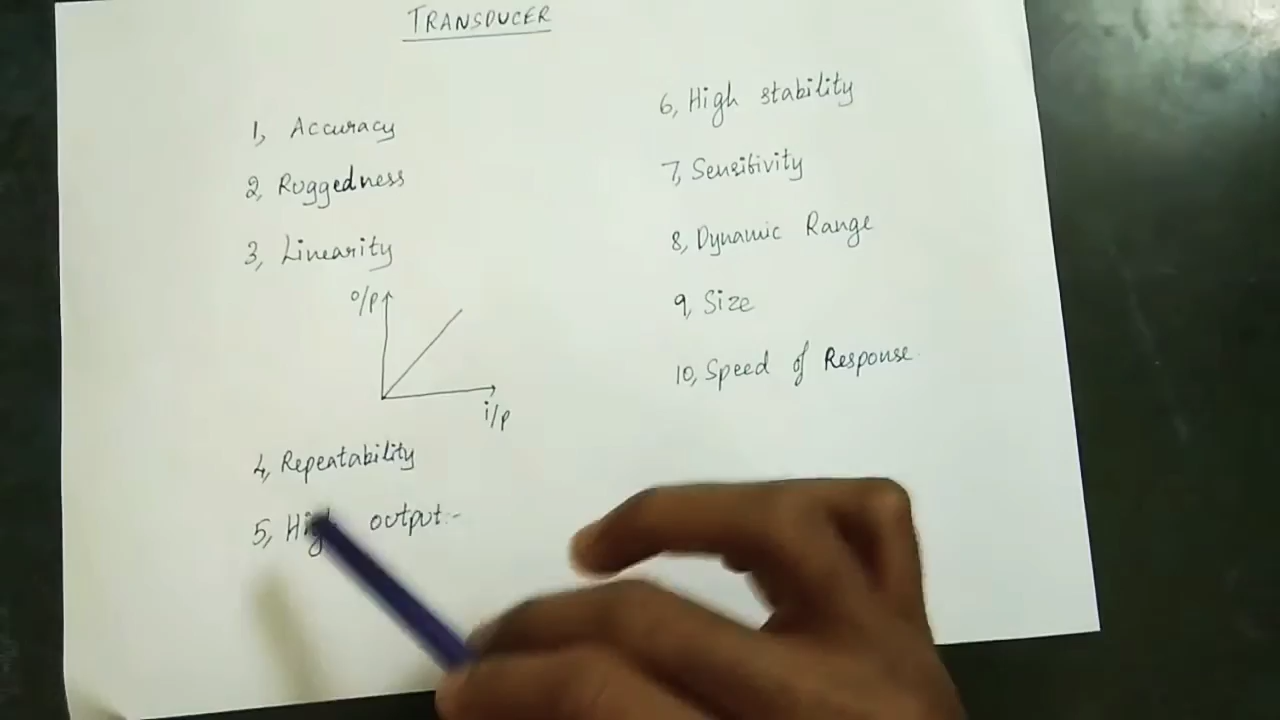 TRANSDUCER
1, Accuracy
2, Ruggedness
3, Linearity
o/p
i/p
4, Repeatability
5, High output:-
6, High stability
7, Sensitivity
8, Dynamic Range
9, Size
10, Speed of Response